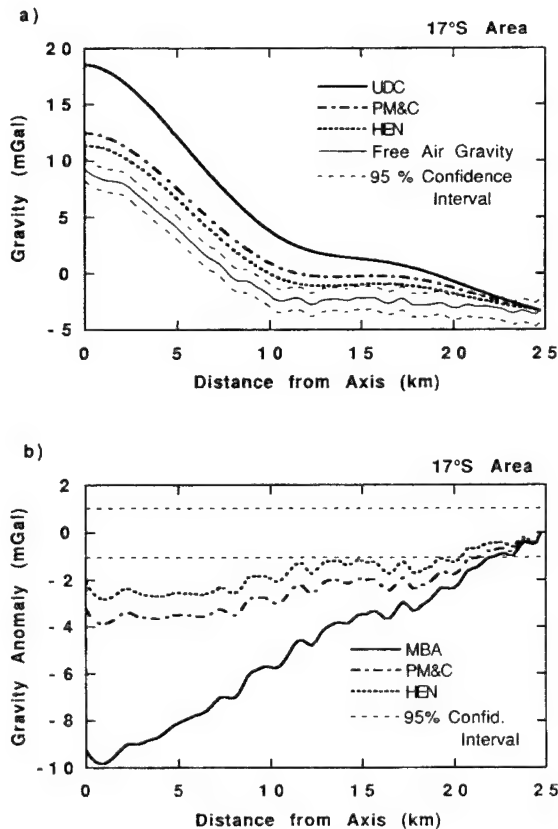 a)
17°S Area
20
15
10
5
0
-5
Gravity (mGal)
UDC
PM&C
HEN
Free Air Gravity
95 % Confidence
Interval
0 5 10 15 20 25
Distance from Axis (km)
b)
17°S Area
2
0
-2
-4
-6
-8
-10
Gravity Anomaly (mGal)
MBA
PM&C
HEN
95% Confid.
Interval
0 5 10 15 20 25
Distance from Axis (km)